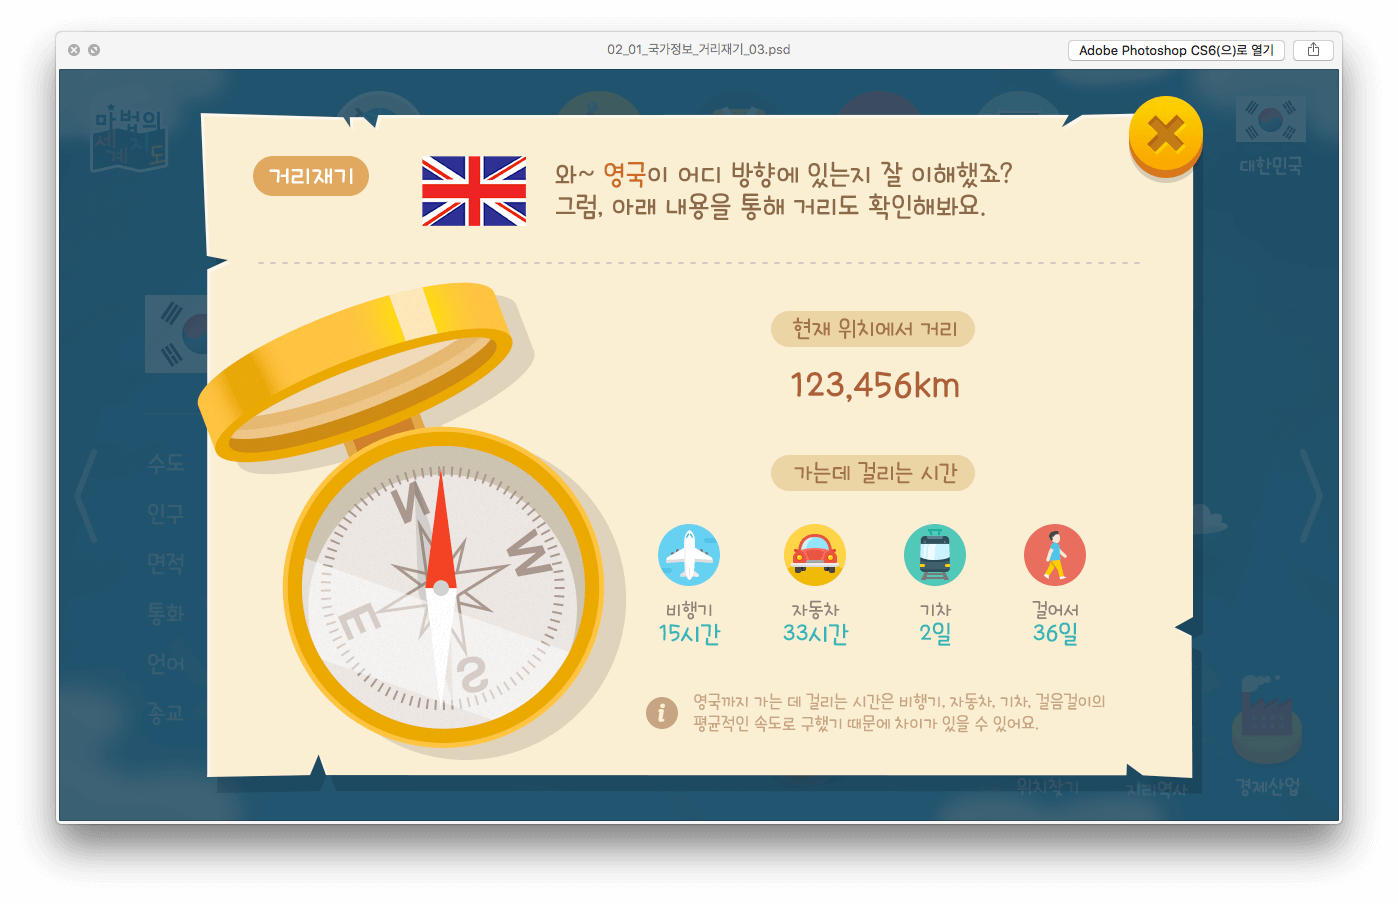 02_01_국가정보_거리재기_03.psd
Adobe Photoshop CS6(으)로 열기
마법의
세계지도
대한민국
거리재기
와~ 영국이 어디 방향에 있는지 잘 이해했죠?
그럼, 아래 내용을 통해 거리도 확인해봐요.
현재 위치에서 거리
123,456km
가는데 걸리는 시간
N
W
E
S
비행기
15시간
자동차
33시간
기차
2일
걸어서
36일
i
영국까지 가는 데 걸리는 시간은 비행기, 자동차, 기차, 걸음걸이의
평균적인 속도로 구했기 때문에 차이가 있을 수 있어요.
수도
인구
면적
통화
언어
종교
위치찾기
지리역사
경제산업